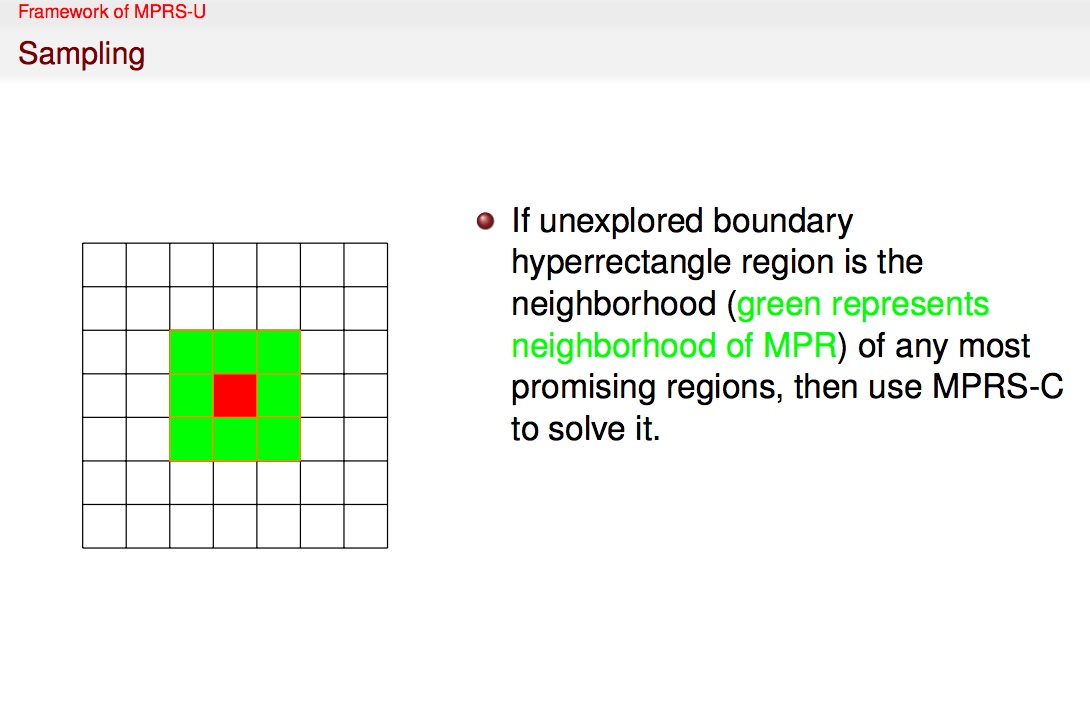 Framework of MPRS-U
Sampling
If unexplored boundary
hyperrectangle region is the
neighborhood (green represents
neighborhood of MPR) of any most
promising regions, then use MPRS-C
to solve it.